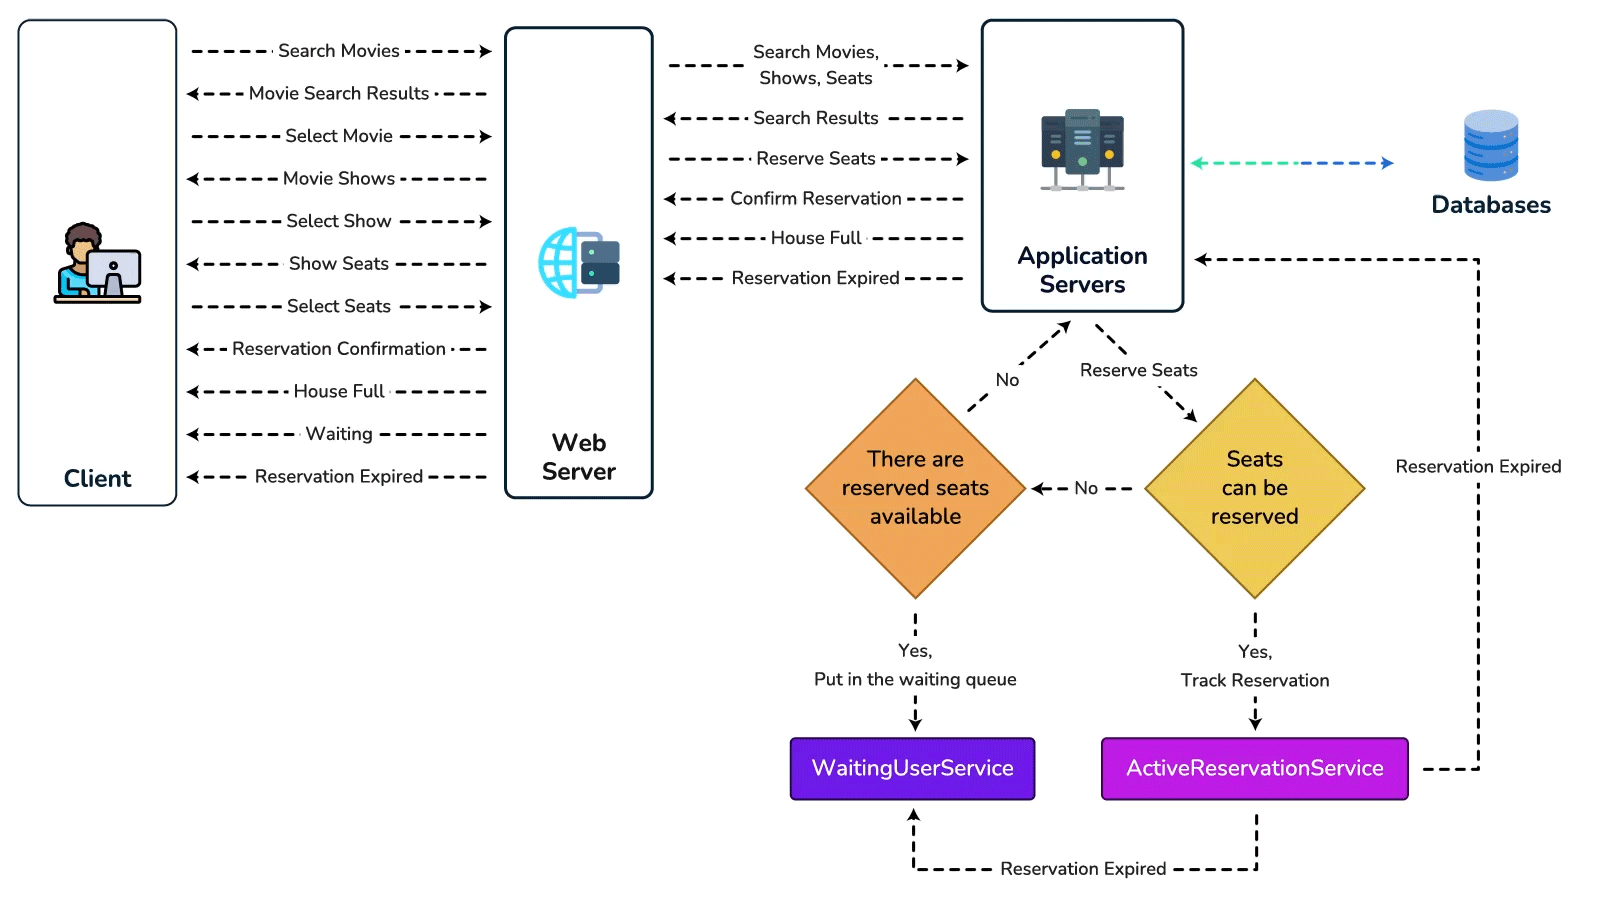 Search Movies
Movie Search Results
Select Movie
Movie Shows
Select Show
Show Seats
Select Seats
Reservation Confirmation
House Full
Waiting
Reservation Expired
Client
Web
Server
Search Movies,
Shows, Seats
Search Results
Reserve Seats
Confirm Reservation
House Full
Reservation Expired
Application
Servers
Databases
No
Reserve Seats
There are
reserved seats
available
No
Seats
can be
reserved
Reservation Expired
Yes,
Put in the waiting queue
Yes,
Track Reservation
WaitingUserService
ActiveReservationService
Reservation Expired